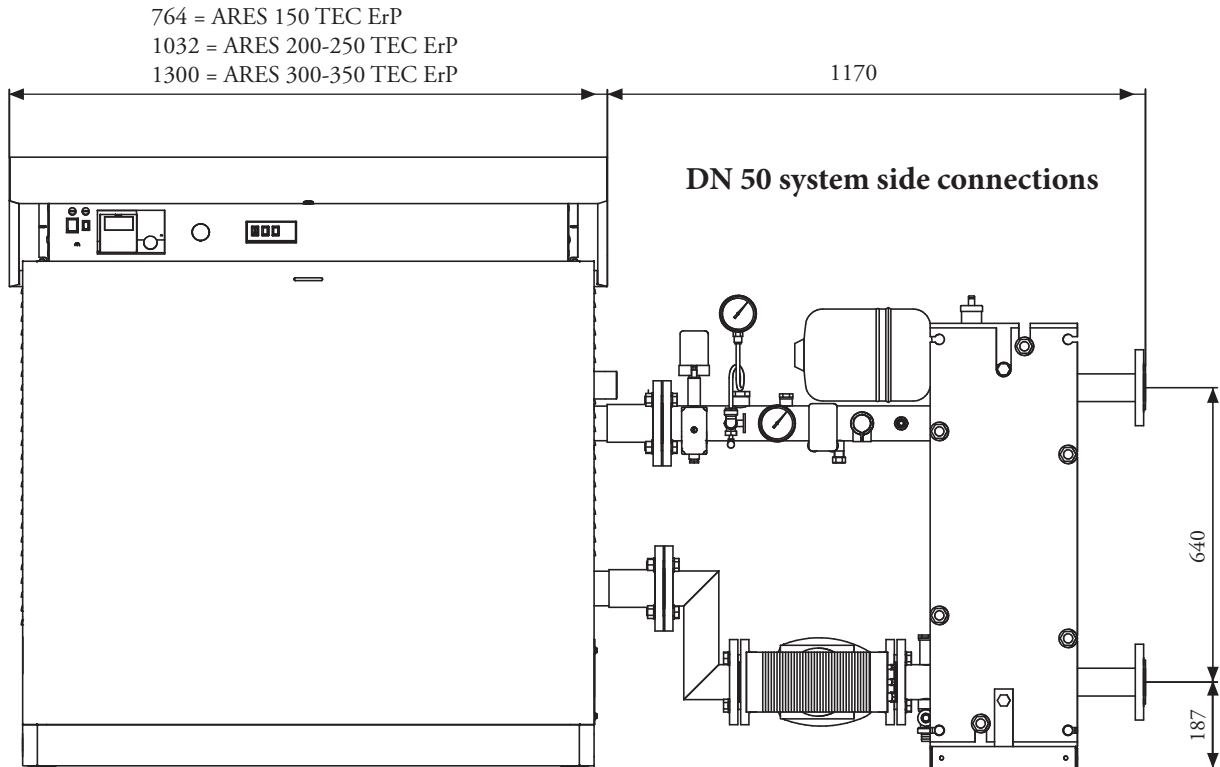 764 = ARES 150 TEC ErP
1032 = ARES 200-250 TEC ErP
1300 = ARES 300-350 TEC ErP
1170
DN 50 system side connections
640
187